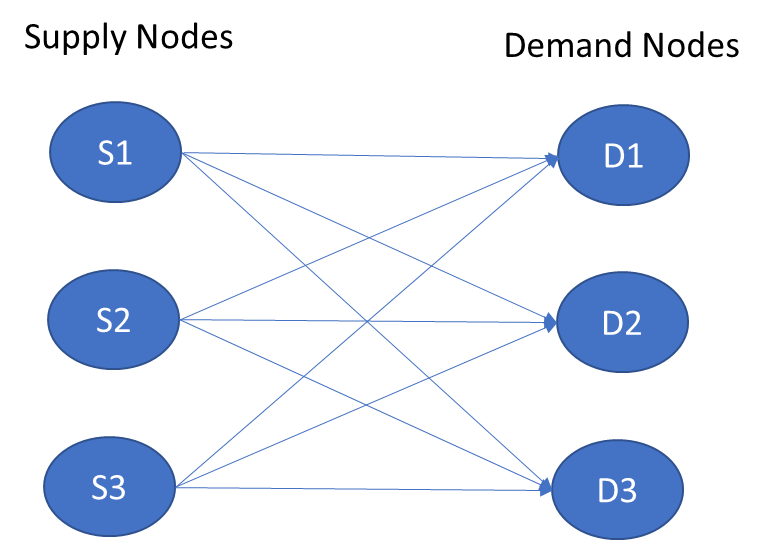 Supply Nodes
Demand Nodes
S1
D1
S2
D2
S3
D3